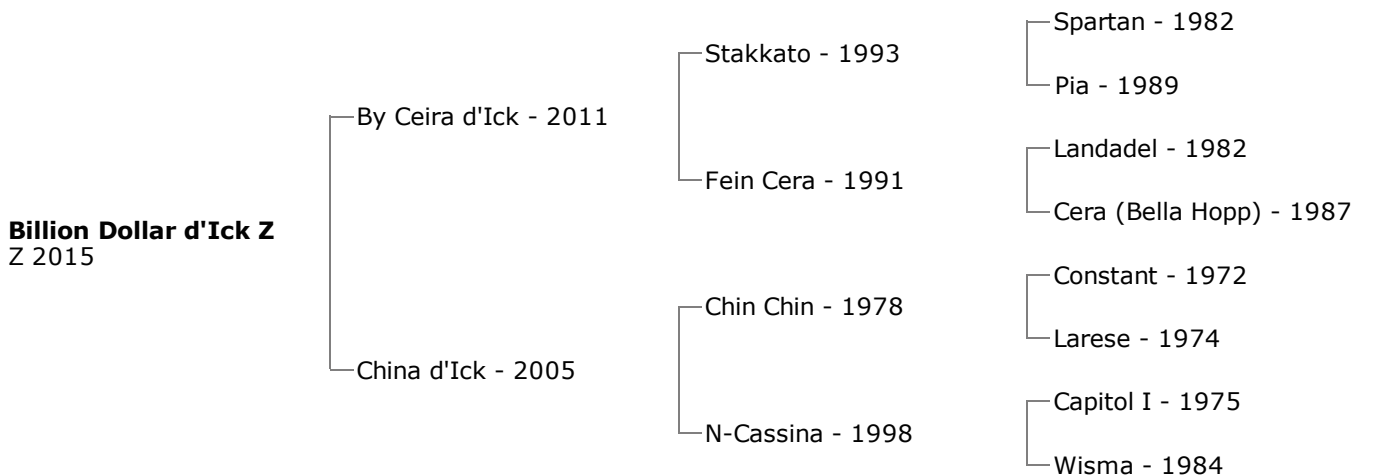 Spartan - 1982
Stakkato - 1993
Pia - 1989
By Ceira d'Ick - 2011
Landadel - 1982
Fein Cera - 1991
Cera (Bella Hopp) - 1987
Billion Dollar d'Ick Z
Z 2015
Constant - 1972
Chin Chin - 1978
Larese - 1974
China d'Ick - 2005
Capitol I - 1975
N-Cassina - 1998
Wisma - 1984